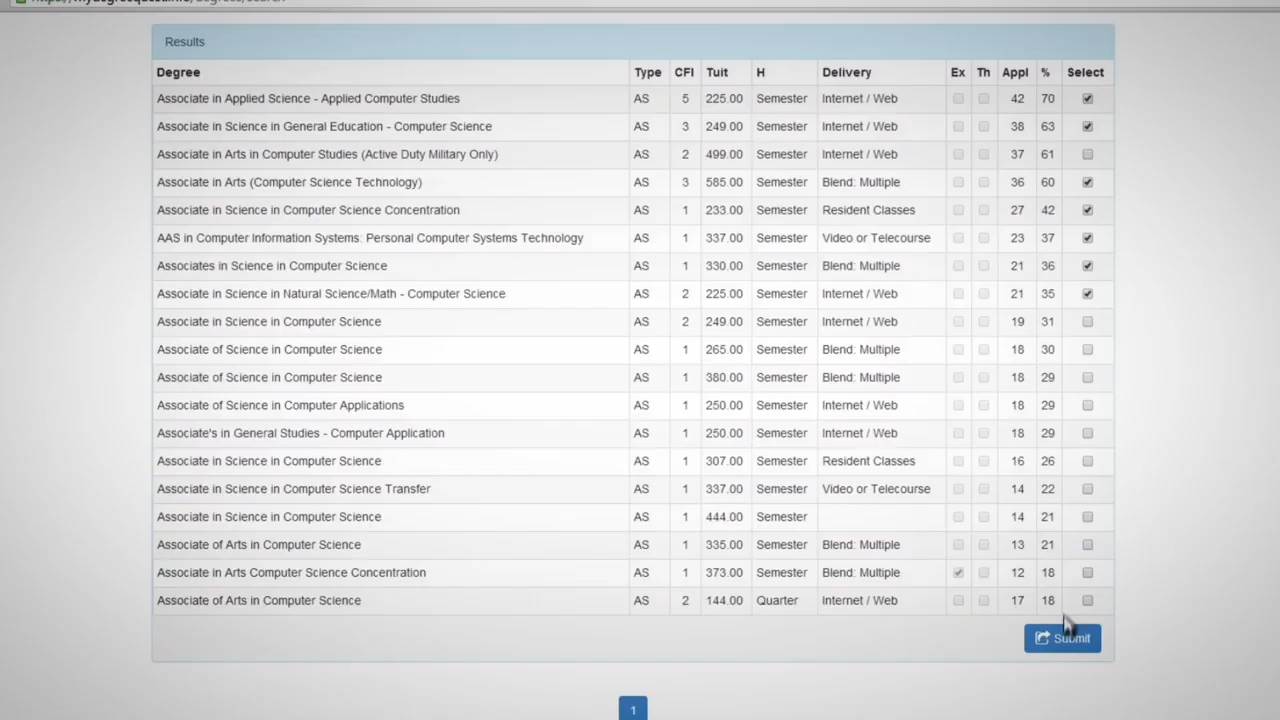 Results
Degree Type CFI Tuit H Delivery Ex Th Appl % Select
Associate in Applied Science - Applied Computer Studies AS 5 225.00 Semester Internet / Web 42 70
Associate in Science in General Education - Computer Science AS 3 249.00 Semester Internet / Web 38 63
Associate in Arts in Computer Studies (Active Duty Military Only) AS 2 499.00 Semester Internet / Web 37 61
Associate in Arts (Computer Science Technology) AS 3 585.00 Semester Blend: Multiple 36 60
Associate in Science in Computer Science Concentration AS 1 233.00 Semester Resident Classes 27 42
AAS in Computer Information Systems: Personal Computer Systems Technology AS 1 337.00 Semester Video or Telecourse 23 37
Associates in Science in Computer Science AS 1 330.00 Semester Blend: Multiple 21 36
Associate in Science in Natural Science/Math - Computer Science AS 2 225.00 Semester Internet / Web 21 35
Associate in Science in Computer Science AS 2 249.00 Semester Internet / Web 19 31
Associate of Science in Computer Science AS 1 265.00 Semester Blend: Multiple 18 30
Associate of Science in Computer Science AS 1 380.00 Semester Blend: Multiple 18 29
Associate of Science in Computer Applications AS 1 250.00 Semester Internet / Web 18 29
Associate's in General Studies - Computer Application AS 1 250.00 Semester Internet / Web 18 29
Associate in Science in Computer Science AS 1 307.00 Semester Resident Classes 16 26
Associate in Science in Computer Science Transfer AS 1 337.00 Semester Video or Telecourse 14 22
Associate in Science in Computer Science AS 1 444.00 Semester 14 21
Associate of Arts in Computer Science AS 1 335.00 Semester Blend: Multiple 13 21
Associate in Arts Computer Science Concentration AS 1 373.00 Semester Blend: Multiple 12 18
Associate of Arts in Computer Science AS 2 144.00 Quarter Internet / Web 17 18
Submit
1